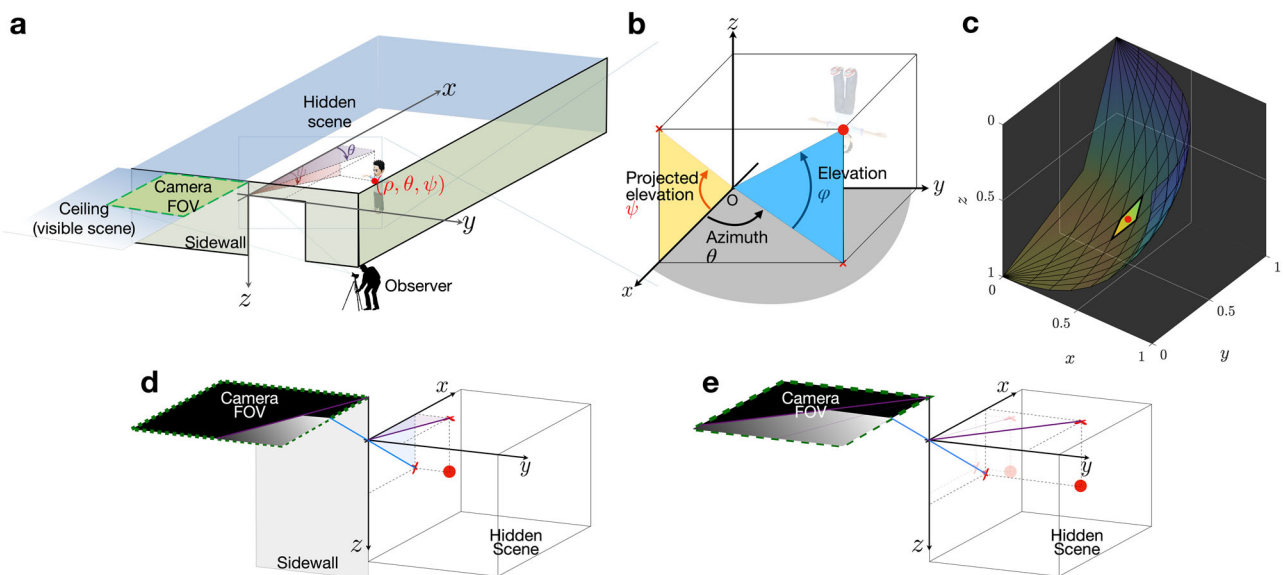 a
Hidden
scene
x
θ
ψ
ρ, θ, ψ)
Camera
FOV
Ceiling
(visible scene)
Sidewall
y
z
Observer
b
z
Projected
elevation
ψ
Elevation
φ
O
y
Azimuth
θ
x
c
0
0.5
z
1
0
0.5
x
1
0
0.5
y
1
d
Camera
FOV
x
y
z
Hidden
Scene
Sidewall
e
Camera
FOV
x
y
z
Hidden
Scene